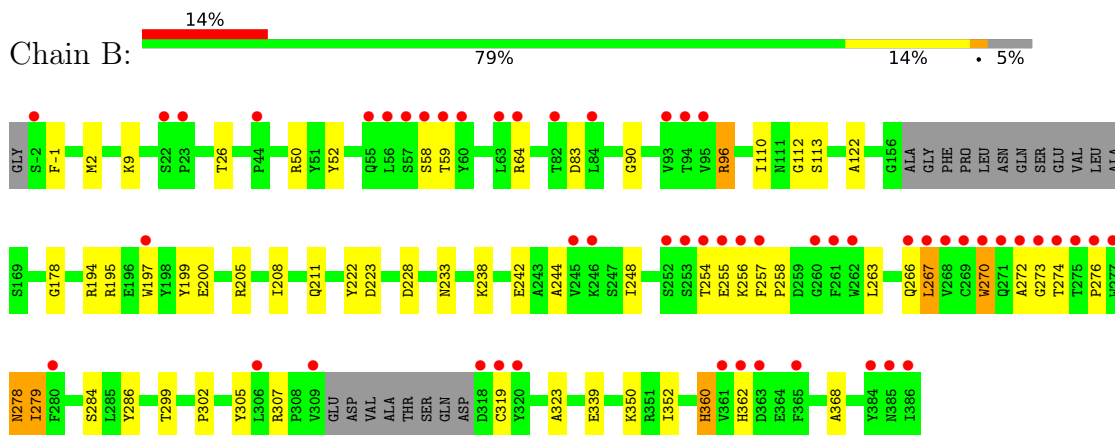 14%
Chain B:
79% 14% • 5%
GLY S-2 F-1 M2 K9 S22 P23 T26 P44 R50 Y51 Y52 Q55 L56 S57 S58 T59 Y60 L63 R64 T82 D83 L84 G90 V93 T94 V95 R96 I110 N111 G112 S113 A122 G156 ALA GLY PHE PRO LEU ASN GLN SER GLU VAL LEU ALA
S169 G178 R194 R195 E196 W197 Y198 Y199 E200 R205 I208 Q211 Y222 D223 D228 N233 K238 E242 A243 A244 V245 K246 S247 I248 S252 S253 T254 E255 K256 F257 P258 D259 G260 F261 W262 L263 Q266 L267 V268 C269 W270 Q271 A272 G273 T274 T275 P276 W277
N278 I279 F280 S284 L285 Y286 T299 P302 Y305 L306 R307 P308 V309 GLU ASP VAL ALA THR SER GLN ASP D318 C319 Y320 A323 E339 K350 R351 I352 H360 V361 H362 D363 E364 F365 A368 Y384 N385 I386